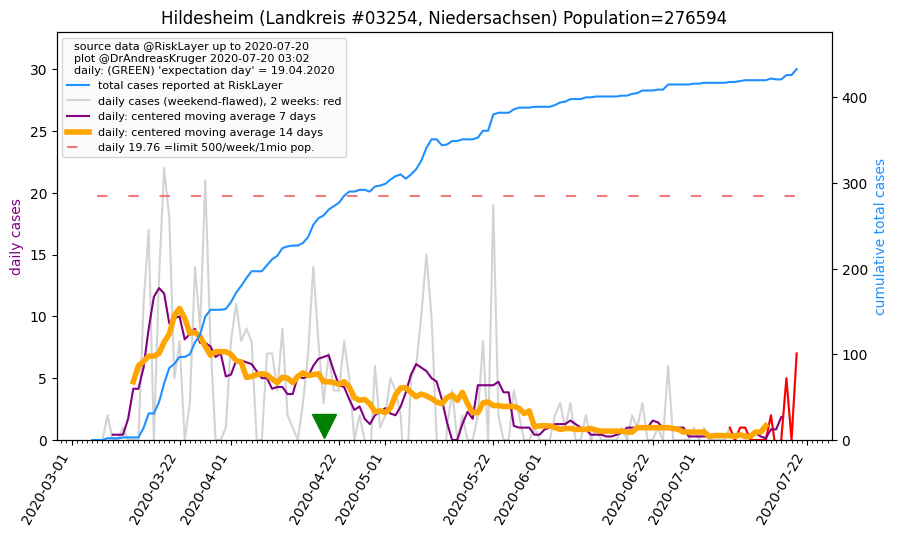 Hildesheim (Landkreis #03254, Niedersachsen) Population=276594
source data @RiskLayer up to 2020-07-20
plot @DrAndreasKruger 2020-07-20 03:02
daily: (GREEN) 'expectation day' = 19.04.2020
total cases reported at RiskLayer
daily cases (weekend-flawed), 2 weeks: red
daily: centered moving average 7 days
daily: centered moving average 14 days
daily 19.76 =limit 500/week/1mio pop.
daily cases
30
25
20
15
10
5
0
cumulative total cases
400
300
200
100
0
2020-03-01
2020-03-22
2020-04-01
2020-04-22
2020-05-01
2020-05-22
2020-06-01
2020-06-22
2020-07-01
2020-07-22